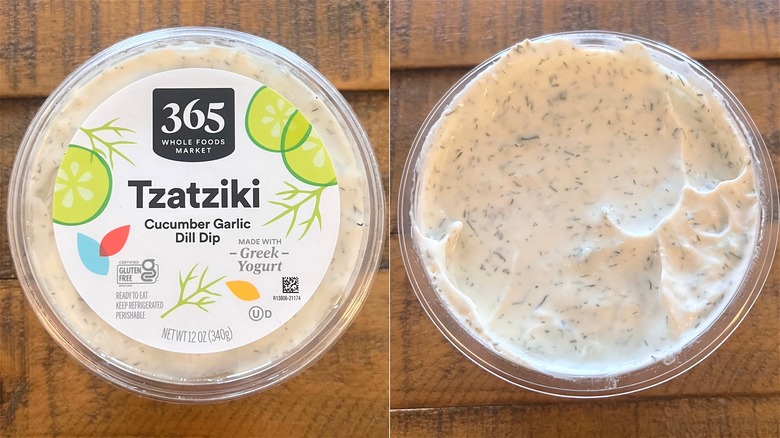 365
WHOLE FOODS
MARKET
Tzatziki
Cucumber Garlic
Dill Dip
MADE WITH
Greek
Yogurt
CERTIFIED
GLUTEN
FREE
READY TO EAT
KEEP REFRIGERATED
PERISHABLE
R13806-21174
U D
NET WT 12 OZ (340g)